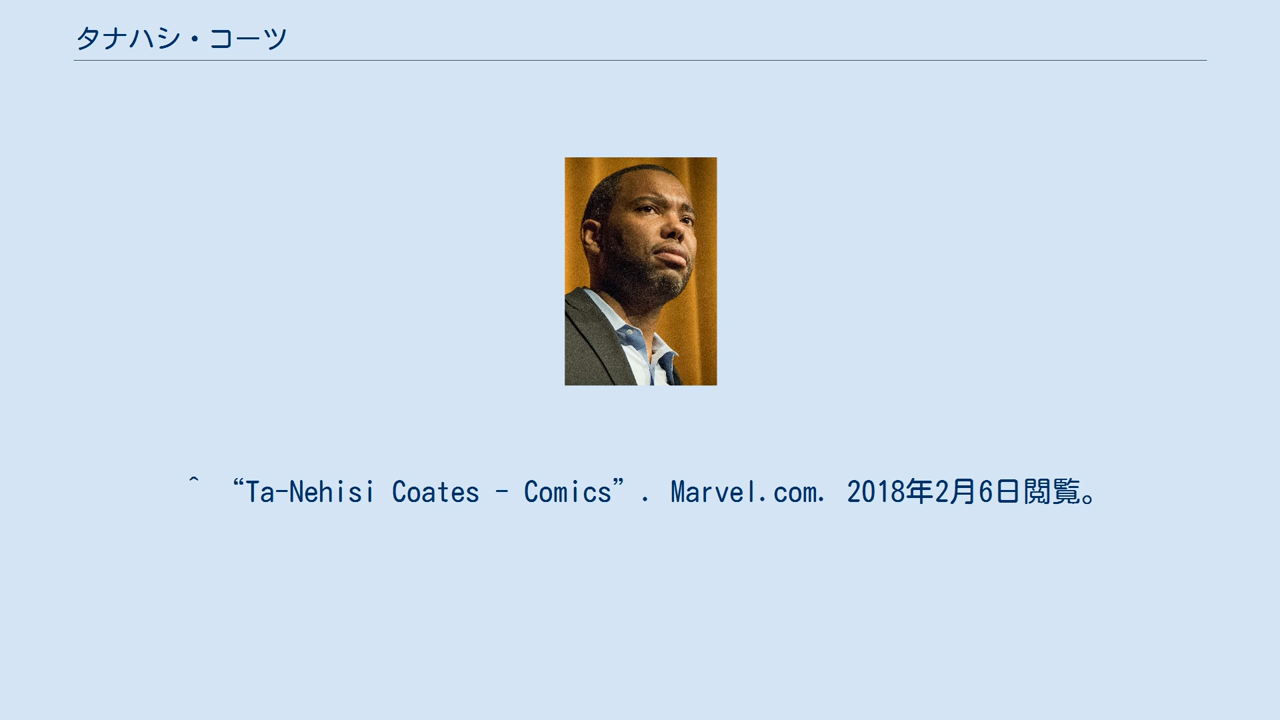 タナハシ・コーツ
^ “Ta-Nehisi Coates - Comics”. Marvel.com. 2018年2月6日閲覧。